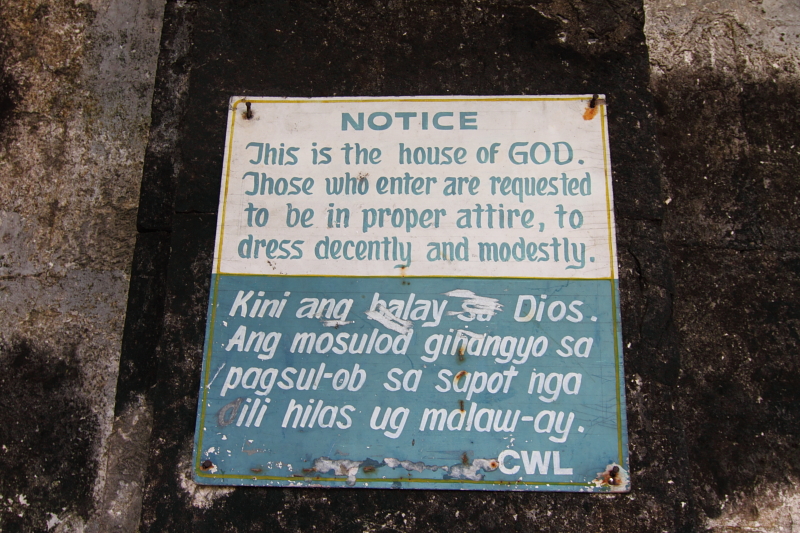 NOTICE
This is the house of GOD.
Those who enter are requested
to be in proper attire, to
dress decently and modestly.
Kini ang balay sa Dios.
Ang mosulod gihangyo sa
pagsul-ob sa sapot nga
dili hilas ug malaw-ay.
CWL